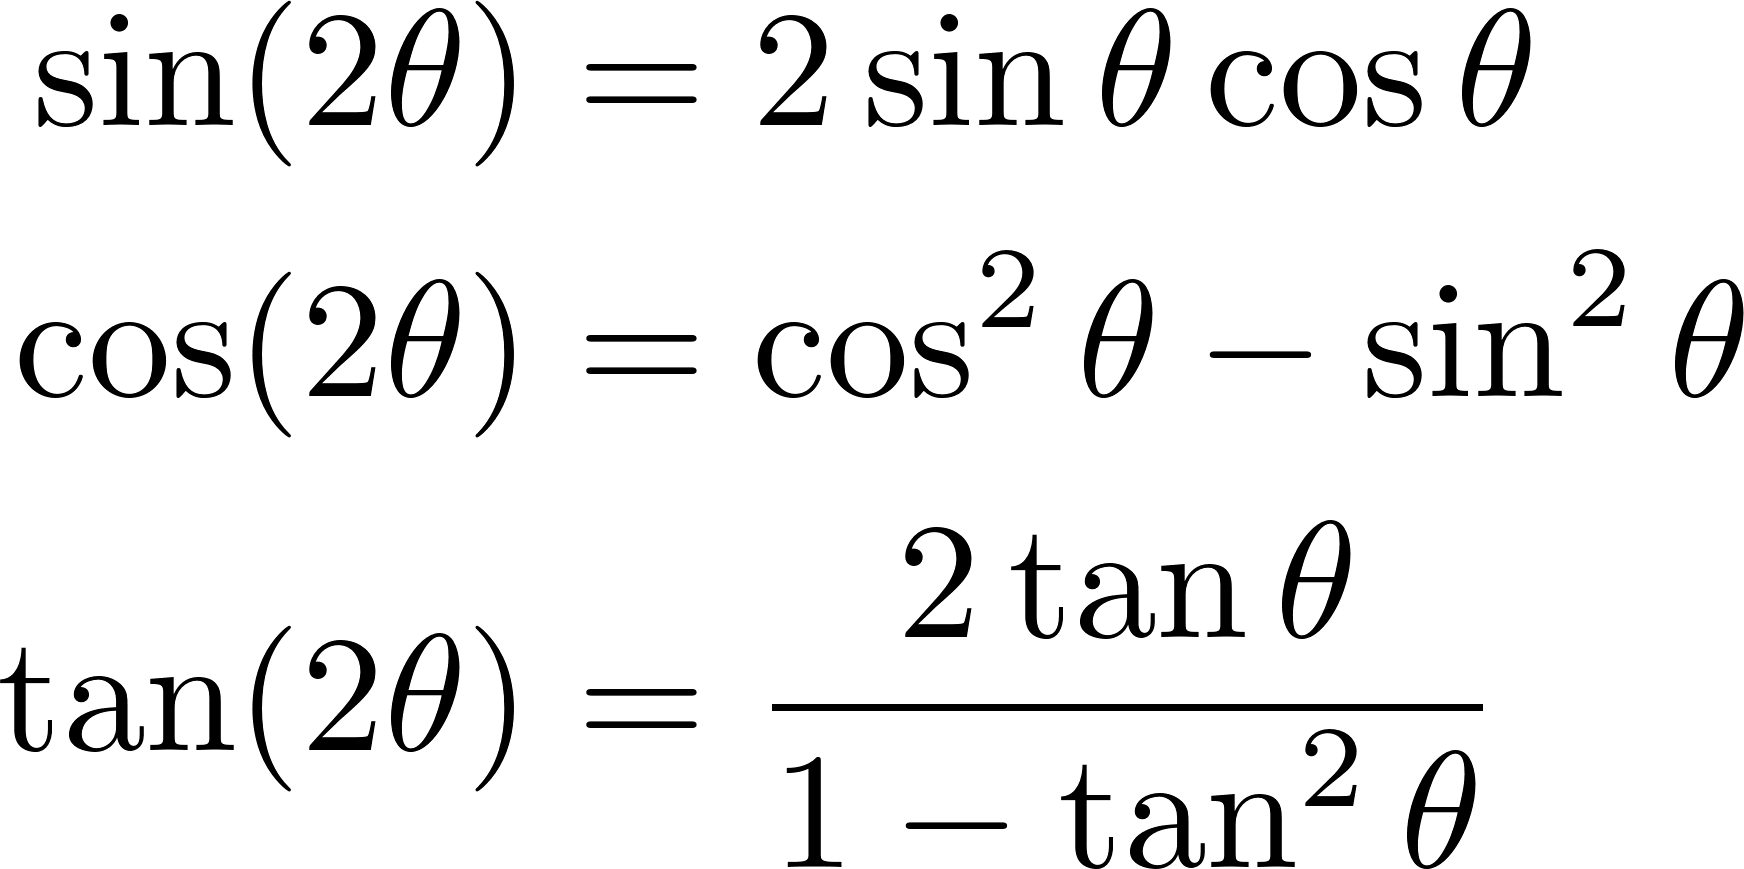 sin(2θ) = 2 sin θ cos θ
cos(2θ) = cos² θ − sin² θ
tan(2θ) = 2 tan θ / 1 − tan² θ